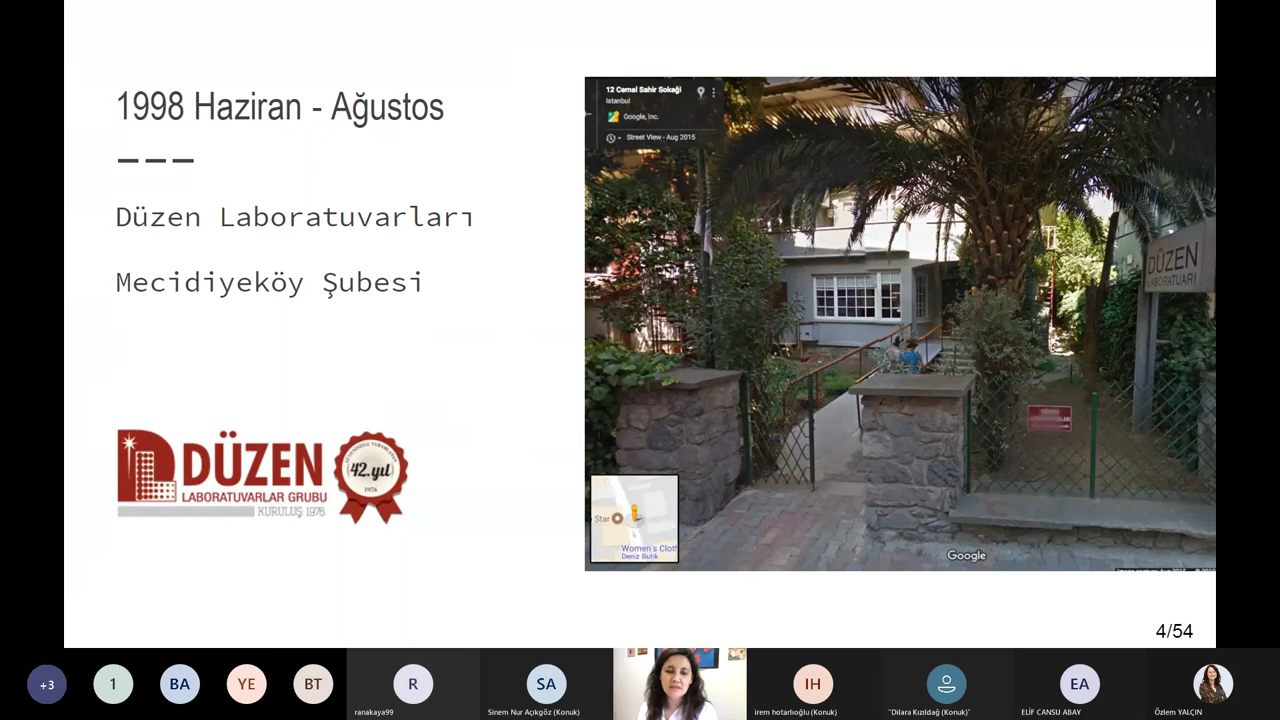 1998 Haziran - Ağustos
Düzen Laboratuvarları
Mecidiyeköy Şubesi
DÜZEN
LABORATUVARLAR GRUBU
KURULUŞ 1976
42.yıl
1976
12 Cemal Sahir Sokağı
Istanbul
Google, Inc.
Street View - Aug 2015
DÜZEN
LABORATUARI
Star
Women's Cloth
Deniz Butik
Google
4/54
+3
1
BA
YE
BT
R
ranakaya99
SA
Sinem Nur Açıkgöz (Konuk)
IH
irem hotarlıoğlu (Konuk)
"Dilara Kızıldağ (Konuk)"
EA
ELİF CANSU ABAY
Özlem YALÇIN